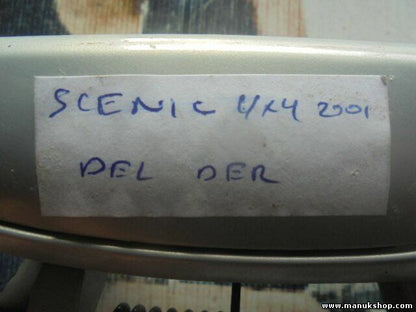 SCENIC 4X4 2001
DEL DER
www.manukshop.com